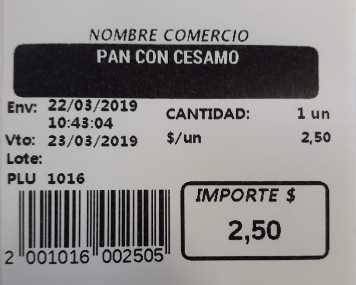 NOMBRE COMERCIO
PAN CON CESAMO
Env: 22/03/2019
10:43:04
CANTIDAD: 1 un
Vto: 23/03/2019
$/un 2,50
Lote:
PLU 1016
IMPORTE $
2,50
2 001016 002505